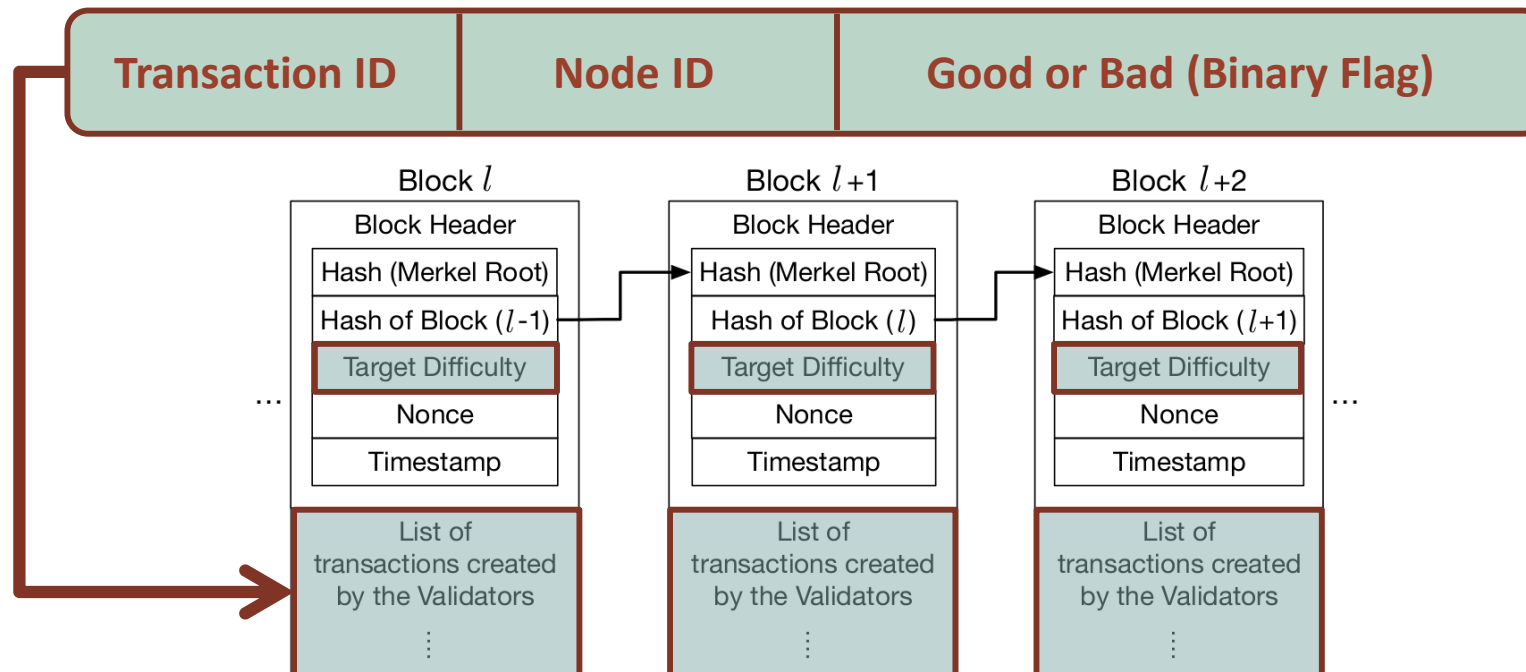 Transaction ID
Node ID
Good or Bad (Binary Flag)
Block l
Block Header
Hash (Merkel Root)
Hash of Block (l-1)
Target Difficulty
Nonce
Timestamp
List of
transactions created
by the Validators
⋮
Block l+1
Block Header
Hash (Merkel Root)
Hash of Block (l)
Target Difficulty
Nonce
Timestamp
List of
transactions created
by the Validators
⋮
Block l+2
Block Header
Hash (Merkel Root)
Hash of Block (l+1)
Target Difficulty
Nonce
Timestamp
List of
transactions created
by the Validators
⋮
...
...